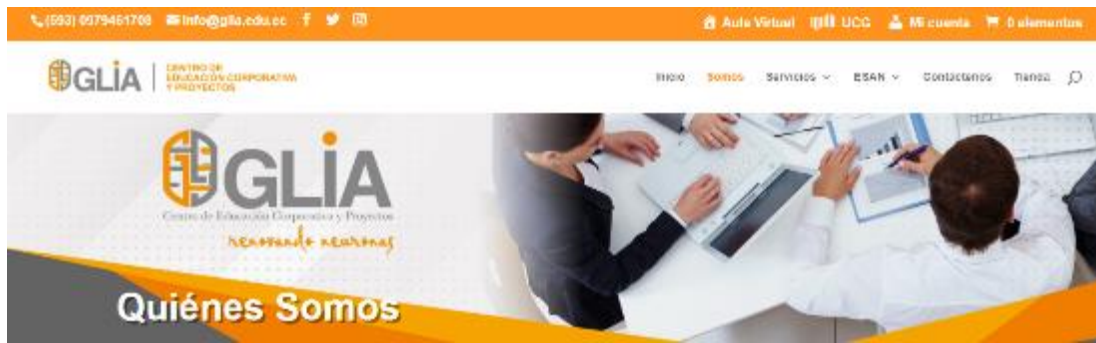 (593) 0979461708 info@glia.edu.ec
Aula Virtual UCG Mi cuenta 0 elementos
GLIA
CENTRO DE
EDUCACIÓN CORPORATIVA
Y PROYECTOS
Inicio Somos Servicios ESAN Contáctenos Tienda
GLIA
Centro de Educación Corporativa y Proyectos
renovando neuronas
Quiénes Somos